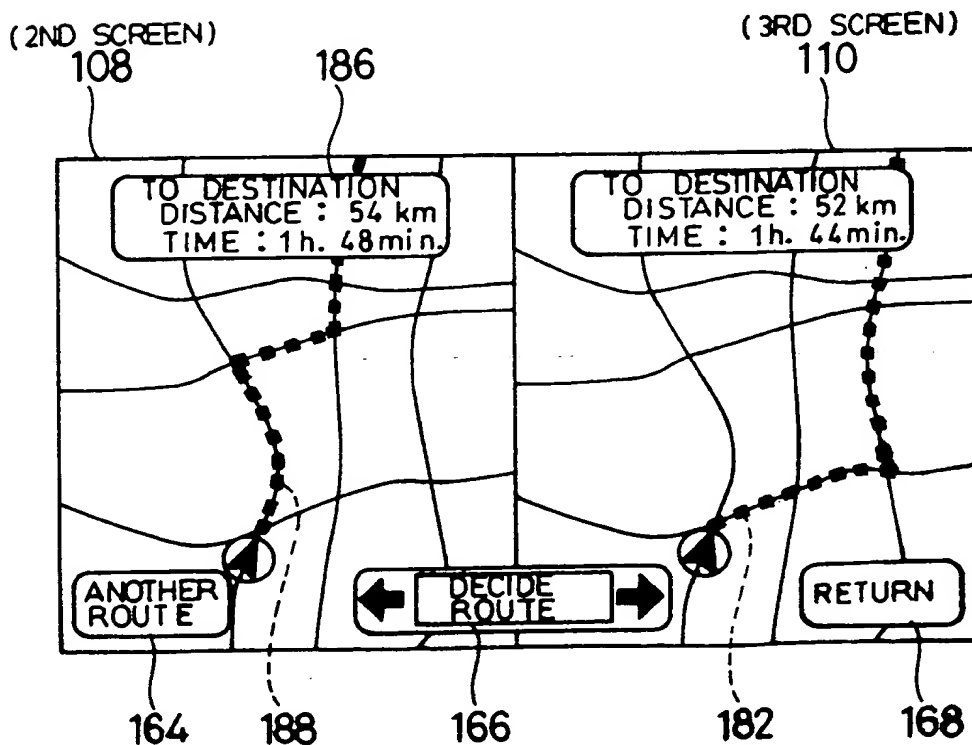 (2ND SCREEN)
108
186
(3RD SCREEN)
110
TO DESTINATION
DISTANCE : 54 km
TIME : 1h. 48min.
TO DESTINATION
DISTANCE : 52 km
TIME : 1h. 44min.
ANOTHER
ROUTE
DECIDE
ROUTE
RETURN
164
188
166
182
168